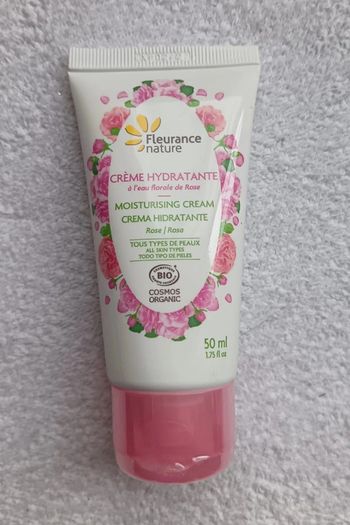 Fleurance
nature
CRÈME HYDRATANTE
à l'eau florale de Rose
MOISTURISING CREAM
CREMA HIDRATANTE
Rose / Rosa
TOUS TYPES DE PEAUX
ALL SKIN TYPES
TODO TIPO DE PIELES
BIO
COSMOS
ORGANIC
50 ml
1.75 fl oz